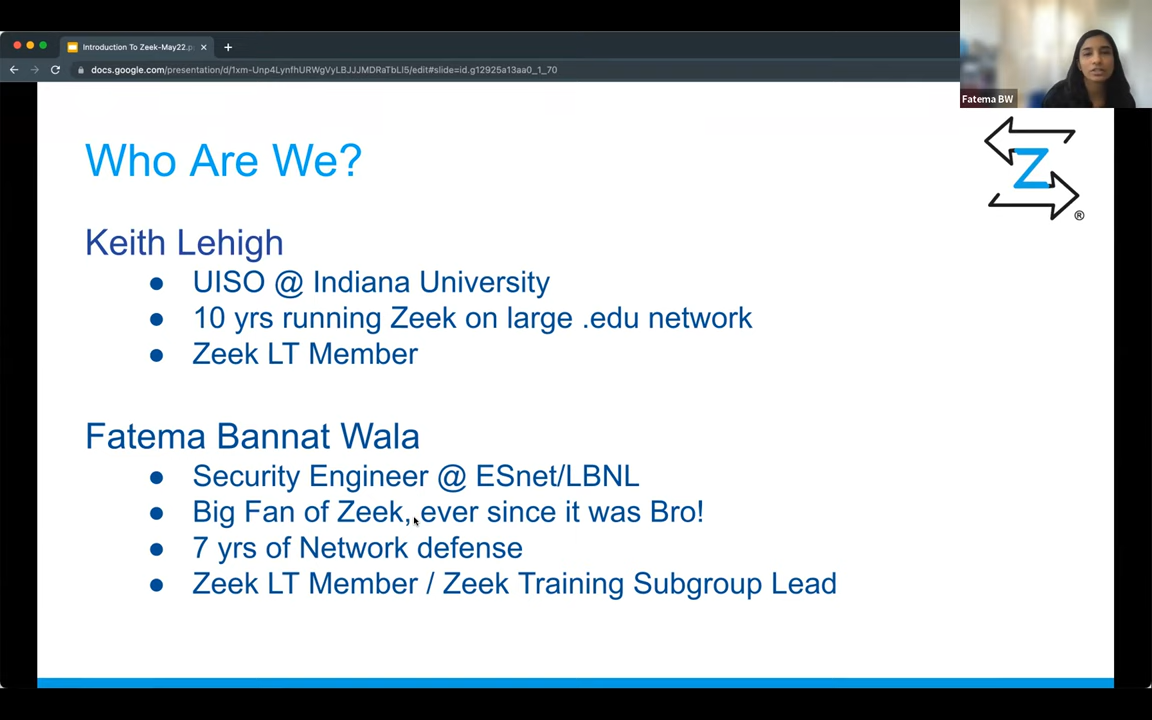 Introduction To Zeek-May22.p
docs.google.com/presentation/d/1xm-Unp4LynfhURWgVyLBJJJMDRaTbLI5/edit#slide=id.g12925a13aa0_1_70
Fatema BW
Who Are We?
Z
®
Keith Lehigh
● UISO @ Indiana University
● 10 yrs running Zeek on large .edu network
● Zeek LT Member
Fatema Bannat Wala
● Security Engineer @ ESnet/LBNL
● Big Fan of Zeek, ever since it was Bro!
● 7 yrs of Network defense
● Zeek LT Member / Zeek Training Subgroup Lead